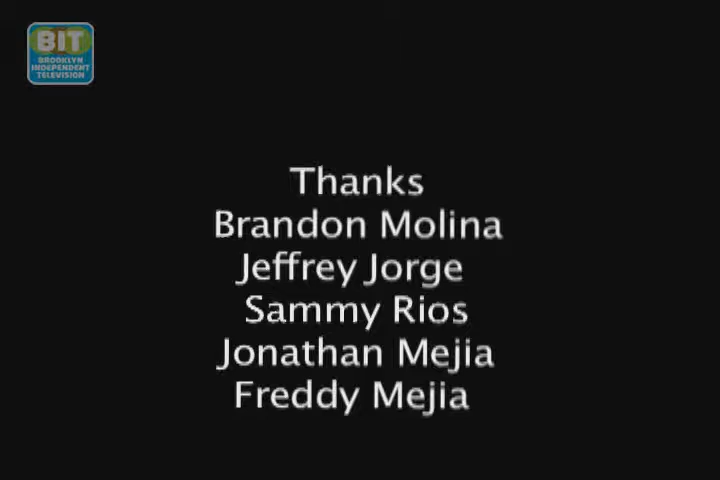 BIT
BROOKLYN
INDEPENDENT
TELEVISION
Thanks
Brandon Molina
Jeffrey Jorge
Sammy Rios
Jonathan Mejia
Freddy Mejia